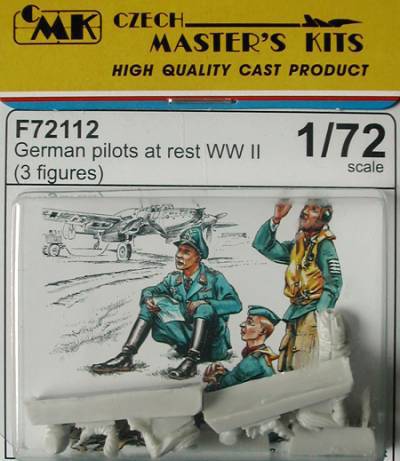 CMK
CZECH
MASTER'S KITS
HIGH QUALITY CAST PRODUCT
F72112
German pilots at rest WW II
(3 figures)
1/72
scale